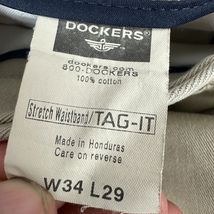 DOCKERS®
dockers.com
800-DOCKERS
100% cotton
Stretch Waistband/TAG-IT
Made in Honduras
Care on reverse
W34 L29